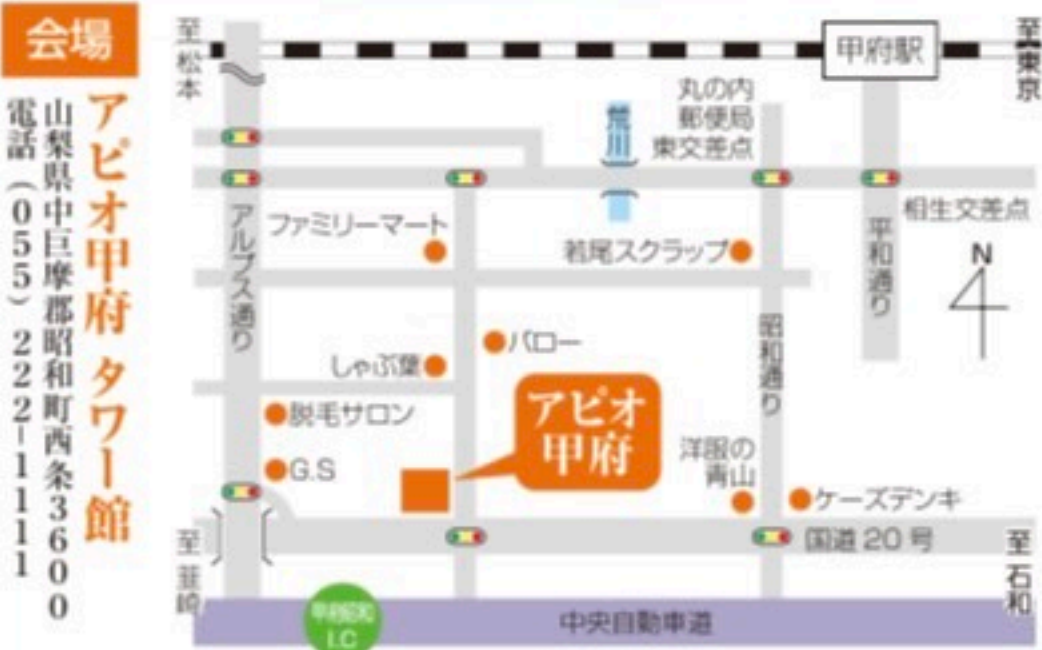 会場
アピオ甲府 タワー館
山梨県中巨摩郡昭和町西条3600
電話（055）222-1111
至松本
甲府駅
至東京
丸の内
郵便局
東交差点
荒川
相生交差点
アルプス通り
ファミリーマート
若尾スクラップ
平和通り
N
バロー
しゃぶ葉
昭和通り
脱毛サロン
アピオ
甲府
G.S
洋服の
青山
ケーズデンキ
国道20号
至韮崎
至石和
甲府昭和
I.C
中央自動車道